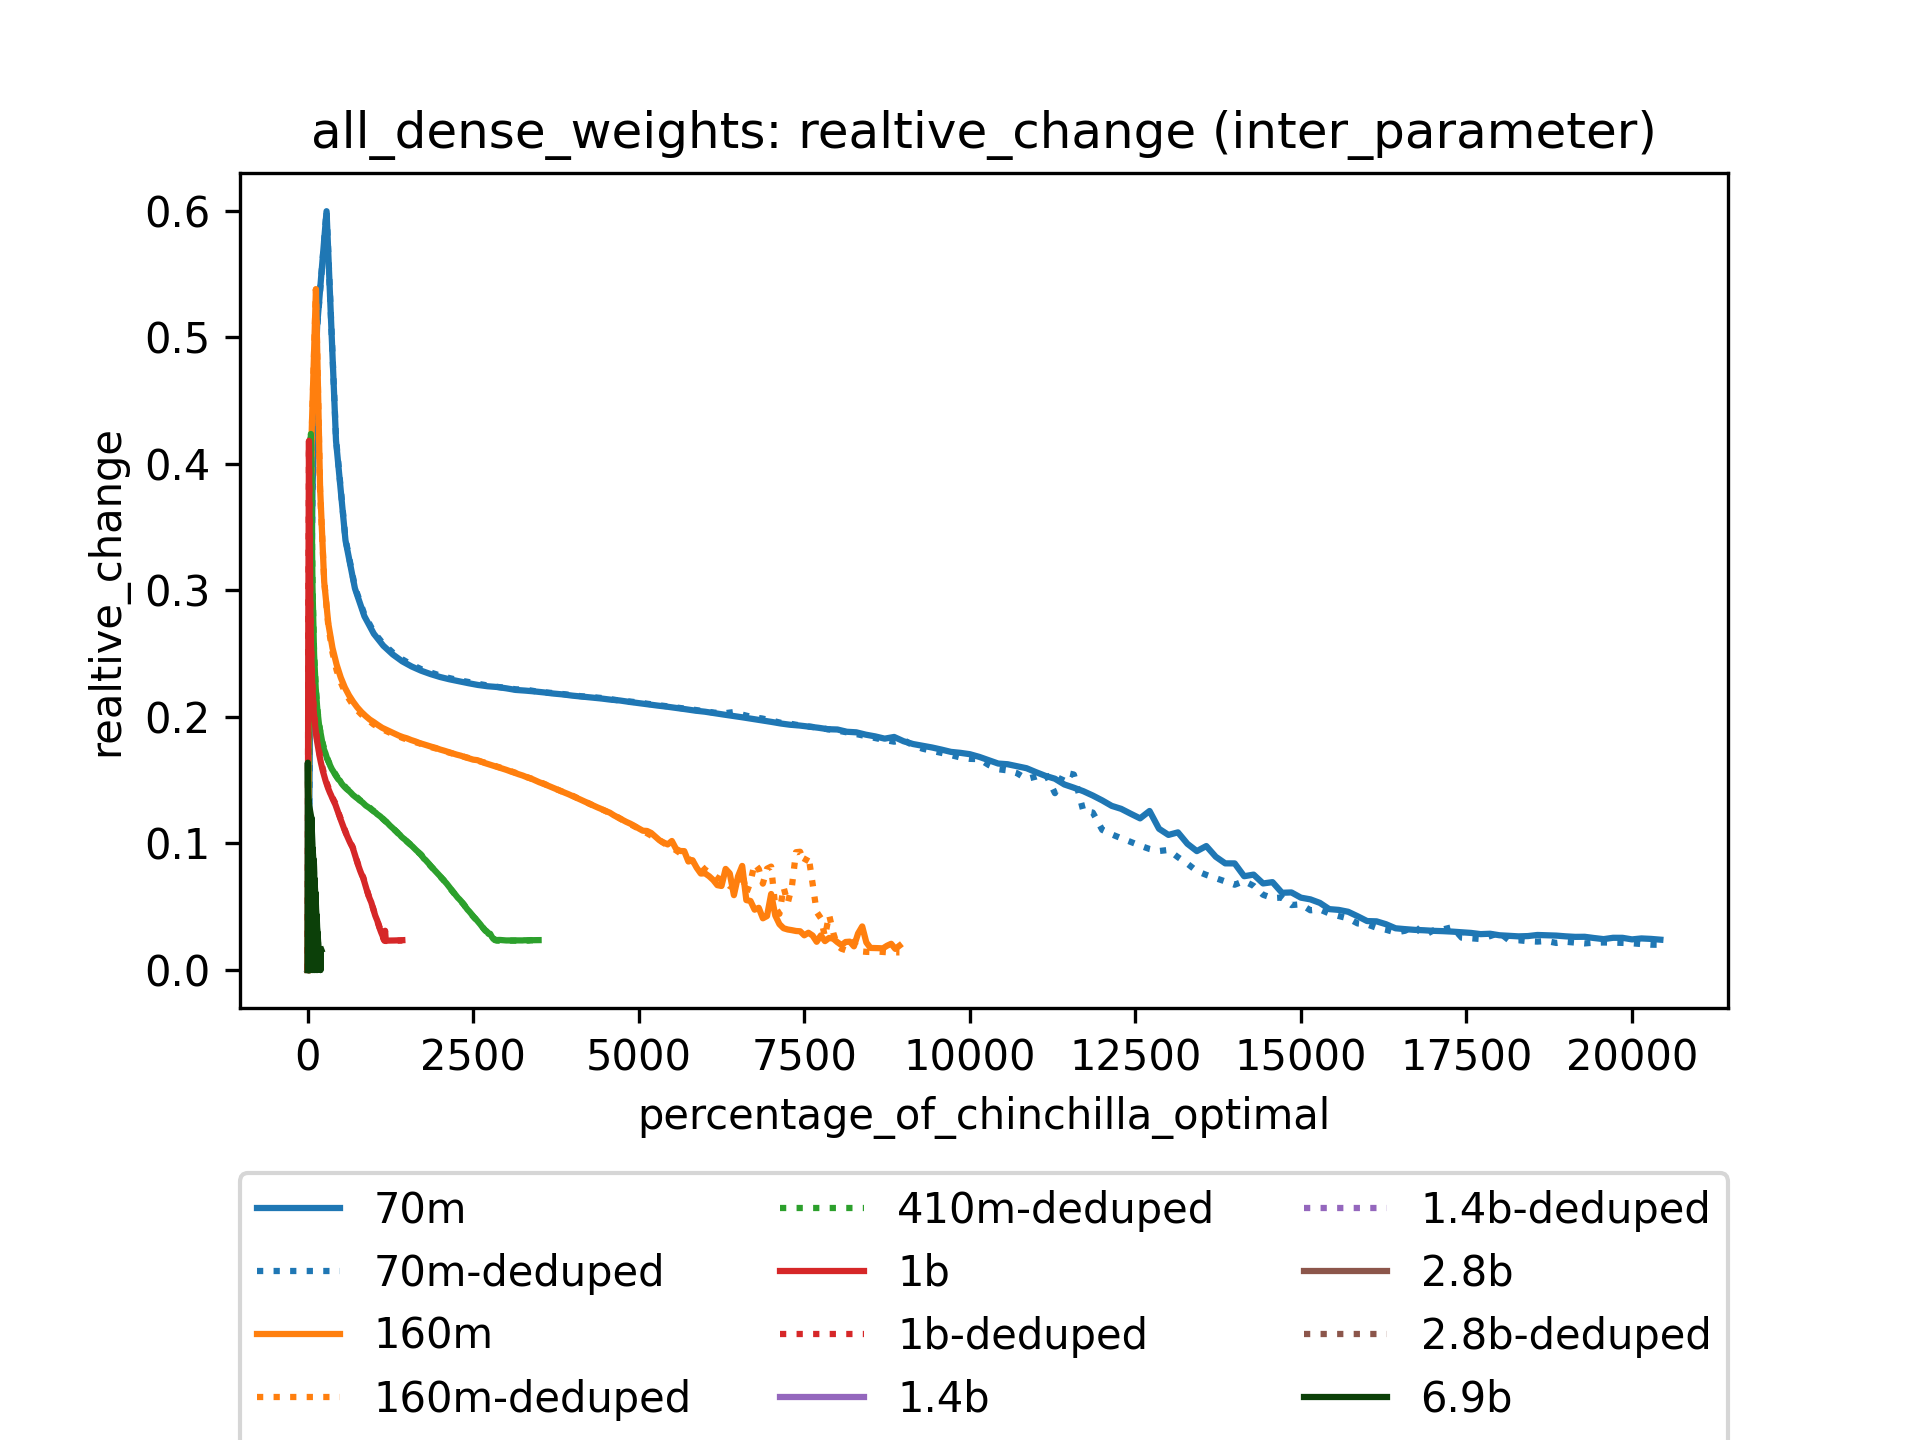 all_dense_weights: realtive_change (inter_parameter)
0.6
0.5
0.4
0.3
0.2
0.1
0.0
realtive_change
0 2500 5000 7500 10000 12500 15000 17500 20000
percentage_of_chinchilla_optimal
70m
70m-deduped
160m
160m-deduped
410m-deduped
1b
1b-deduped
1.4b
1.4b-deduped
2.8b
2.8b-deduped
6.9b